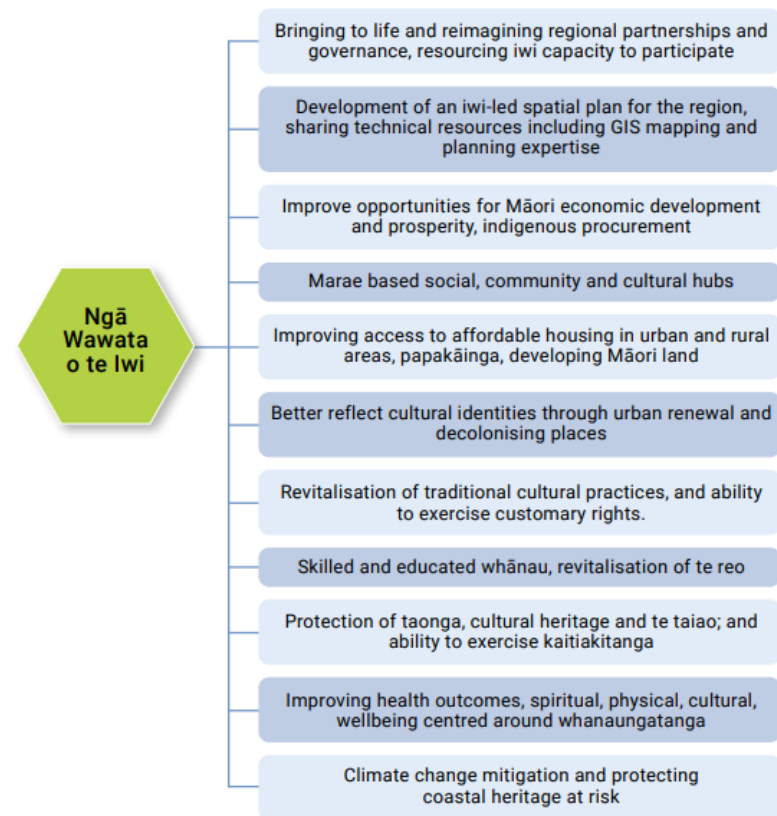 Bringing to life and reimagining regional partnerships and
governance, resourcing iwi capacity to participate
Development of an iwi-led spatial plan for the region,
sharing technical resources including GIS mapping and
planning expertise
Improve opportunities for Māori economic development
and prosperity, indigenous procurement
Marae based social, community and cultural hubs
Ngā
Wawata
o te Iwi
Improving access to affordable housing in urban and rural
areas, papakāinga, developing Māori land
Better reflect cultural identities through urban renewal and
decolonising places
Revitalisation of traditional cultural practices, and ability
to exercise customary rights.
Skilled and educated whānau, revitalisation of te reo
Protection of taonga, cultural heritage and te taiao; and
ability to exercise kaitiakitanga
Improving health outcomes, spiritual, physical, cultural,
wellbeing centred around whanaungatanga
Climate change mitigation and protecting
coastal heritage at risk